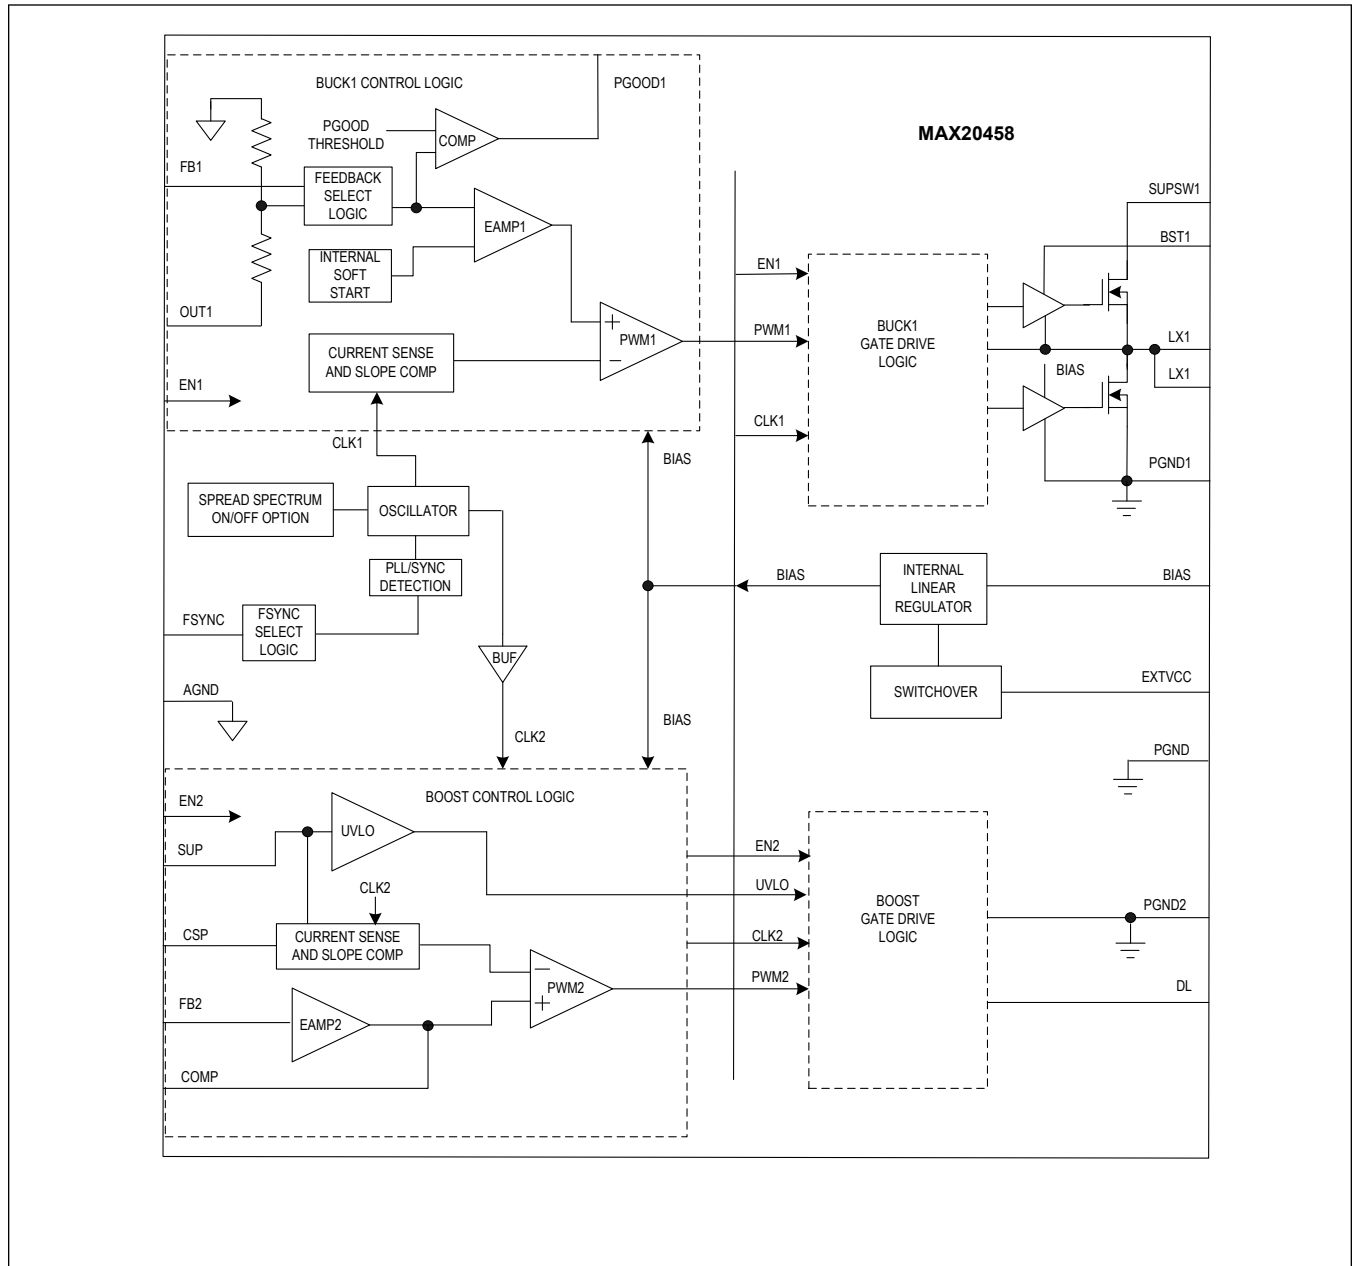 BUCK1 CONTROL LOGIC
PGOOD1
PGOOD
THRESHOLD
COMP
MAX20458
FB1
FEEDBACK
SELECT
LOGIC
EAMP1
SUPSW1
BST1
INTERNAL
SOFT
START
EN1
OUT1
PWM1
+
−
CURRENT SENSE
AND SLOPE COMP
PWM1
BUCK1
GATE DRIVE
LOGIC
LX1
LX1
BIAS
EN1
CLK1
CLK1
BIAS
PGND1
SPREAD SPECTRUM
ON/OFF OPTION
OSCILLATOR
PLL/SYNC
DETECTION
BIAS
INTERNAL
LINEAR
REGULATOR
BIAS
FSYNC
FSYNC
SELECT
LOGIC
BUF
SWITCHOVER
EXTVCC
AGND
CLK2
BIAS
PGND
EN2
BOOST CONTROL LOGIC
UVLO
SUP
EN2
CLK2
UVLO
BOOST
GATE DRIVE
LOGIC
PGND2
CSP
CURRENT SENSE
AND SLOPE COMP
CLK2
−
+
PWM2
PWM2
DL
FB2
EAMP2
COMP